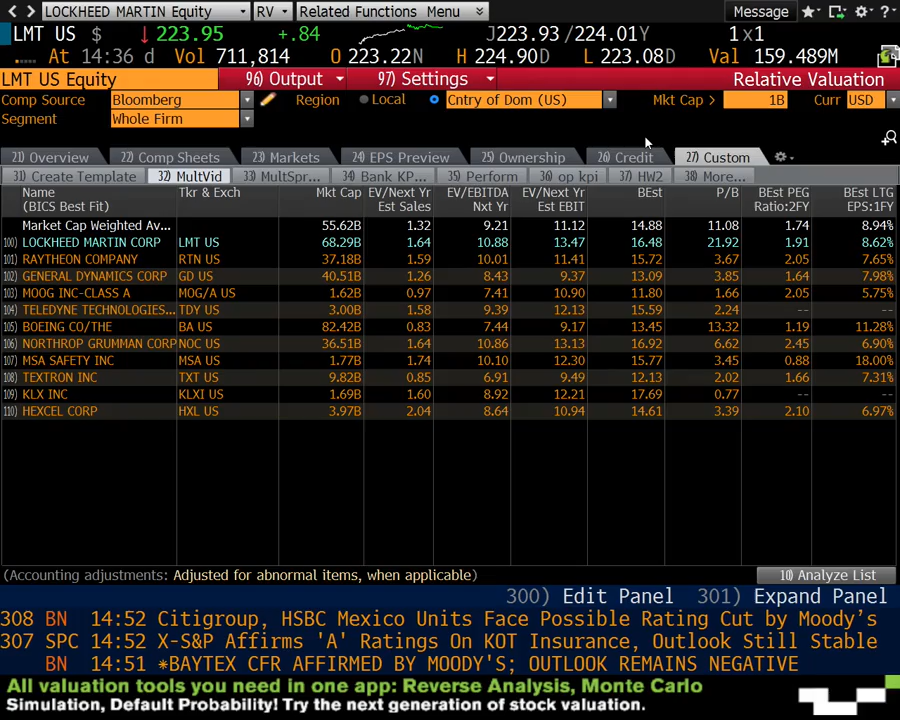 LOCKHEED MARTIN Equity RV Related Functions Menu Message
LMT US $ ↓ 223.95 +.84 J223.93 /224.01Y 1x1
At 14:36 d Vol 711,814 O 223.22N H 224.90D L 223.08D Val 159.489M
LMT US Equity 96) Output 97) Settings Relative Valuation
Comp Source Bloomberg Region Local Cntry of Dom (US) Mkt Cap > 1B Curr USD
Segment Whole Firm
21) Overview 22) Comp Sheets 23) Markets 24) EPS Preview 25) Ownership 26) Credit 27) Custom
31) Create Template 32) MultVid 33) MultSpr... 34) Bank KP... 35) Perform 36) op kpi 37) HW2 38) More...
Name Tkr & Exch Mkt Cap EV/Next Yr EV/EBITDA EV/Next Yr BEst P/B BEst PEG BEst LTG
(BICS Best Fit) Est Sales Nxt Yr Est EBIT Ratio:2FY EPS:1FY
Market Cap Weighted Av... 55.62B 1.32 9.21 11.12 14.88 11.08 1.74 8.94%
100) LOCKHEED MARTIN CORP LMT US 68.29B 1.64 10.88 13.47 16.48 21.92 1.91 8.62%
101) RAYTHEON COMPANY RTN US 37.18B 1.59 10.01 11.41 15.72 3.67 2.05 7.65%
102) GENERAL DYNAMICS CORP GD US 40.51B 1.26 8.43 9.37 13.09 3.85 1.64 7.98%
103) MOOG INC-CLASS A MOG/A US 1.62B 0.97 7.41 10.90 11.80 1.66 2.05 5.75%
104) TELEDYNE TECHNOLOGIES... TDY US 3.00B 1.58 9.39 12.13 15.59 2.24 -- --
105) BOEING CO/THE BA US 82.42B 0.83 7.44 9.17 13.45 13.32 1.19 11.28%
106) NORTHROP GRUMMAN CORP NOC US 36.51B 1.64 10.86 13.13 16.92 6.62 2.45 6.90%
107) MSA SAFETY INC MSA US 1.77B 1.74 10.10 12.30 15.77 3.45 0.88 18.00%
108) TEXTRON INC TXT US 9.82B 0.85 6.91 9.49 12.13 2.02 1.66 7.31%
109) KLX INC KLXI US 1.69B 1.60 8.92 12.21 17.69 0.77 -- --
110) HEXCEL CORP HXL US 3.97B 2.04 8.64 10.94 14.61 3.39 2.10 6.97%
(Accounting adjustments: Adjusted for abnormal items, when applicable) 10) Analyze List
300) Edit Panel 301) Expand Panel
308 BN 14:52 Citigroup, HSBC Mexico Units Face Possible Rating Cut by Moody's
307 SPC 14:52 X-S&P Affirms 'A' Ratings On KOT Insurance, Outlook Still Stable
BN 14:51 *BAYTEX CFR AFFIRMED BY MOODY'S; OUTLOOK REMAINS NEGATIVE
All valuation tools you need in one app: Reverse Analysis, Monte Carlo
Simulation, Default Probability! Try the next generation of stock valuation.